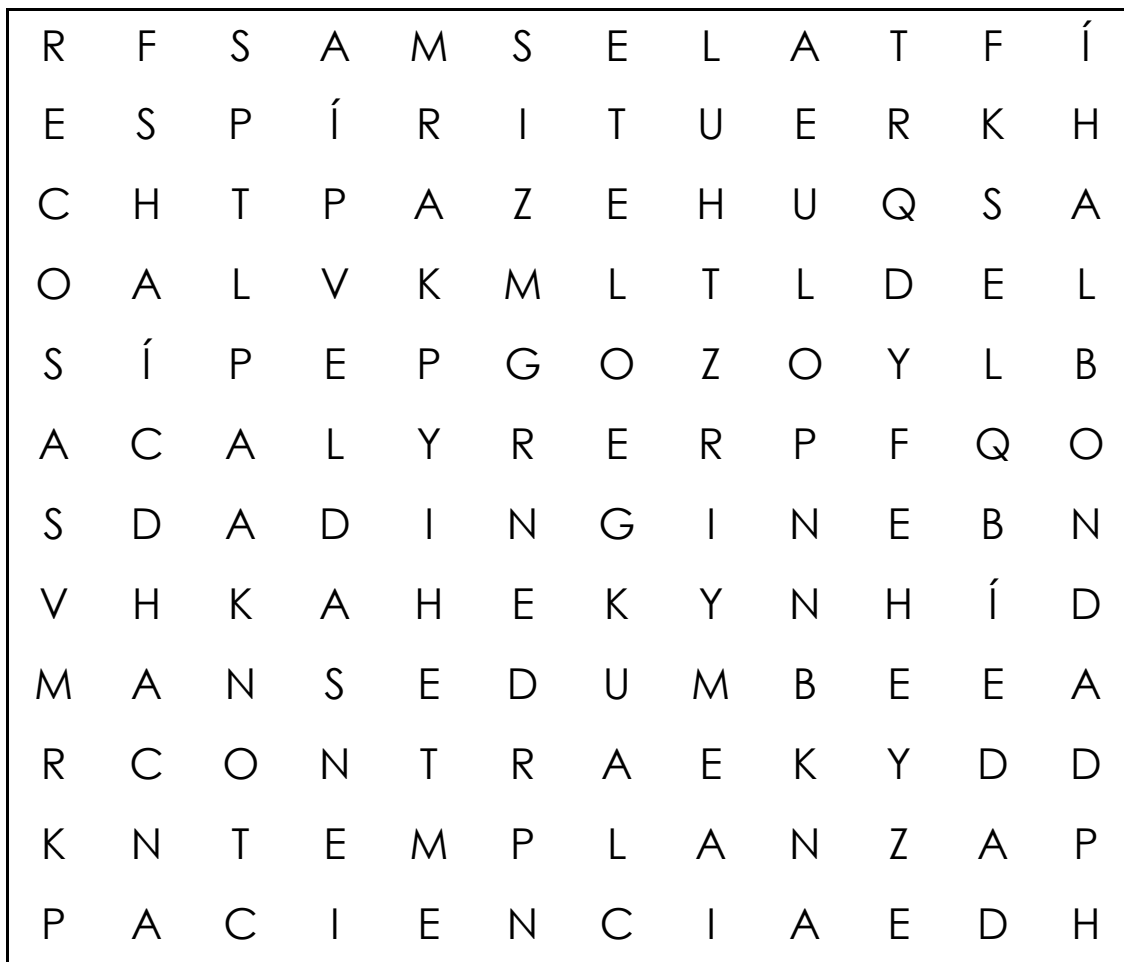 R F S A M S E L A T F Í
E S P Í R I T U E R K H
C H T P A Z E H U Q S A
O A L V K M L T L D E L
S Í P E P G O Z O Y L B
A C A L Y R E R P F Q O
S D A D I N G I N E B N
V H K A H E K Y N H Í D
M A N S E D U M B E E A
R C O N T R A E K Y D D
K N T E M P L A N Z A P
P A C I E N C I A E D H